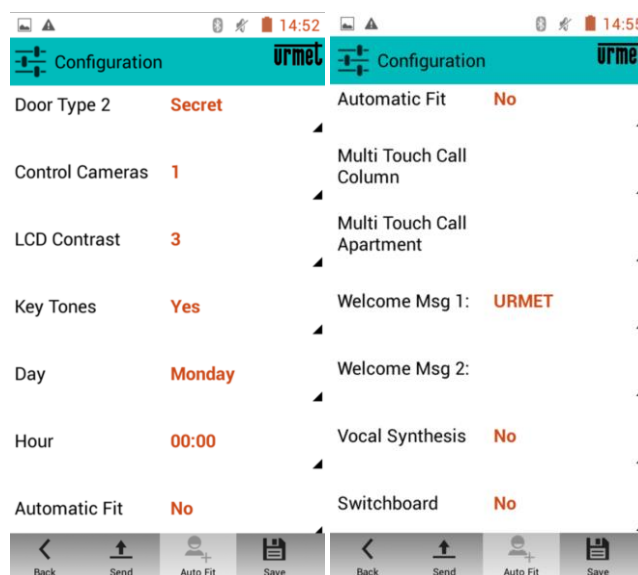 14:52
Configuration
urmet
Door Type 2 Secret
Control Cameras 1
LCD Contrast 3
Key Tones Yes
Day Monday
Hour 00:00
Automatic Fit No
Back Send Auto Fit Save
14:55
Configuration
urme
Automatic Fit No
Multi Touch Call
Column
Multi Touch Call
Apartment
Welcome Msg 1: URMET
Welcome Msg 2:
Vocal Synthesis No
Switchboard No
Back Send Auto Fit Save